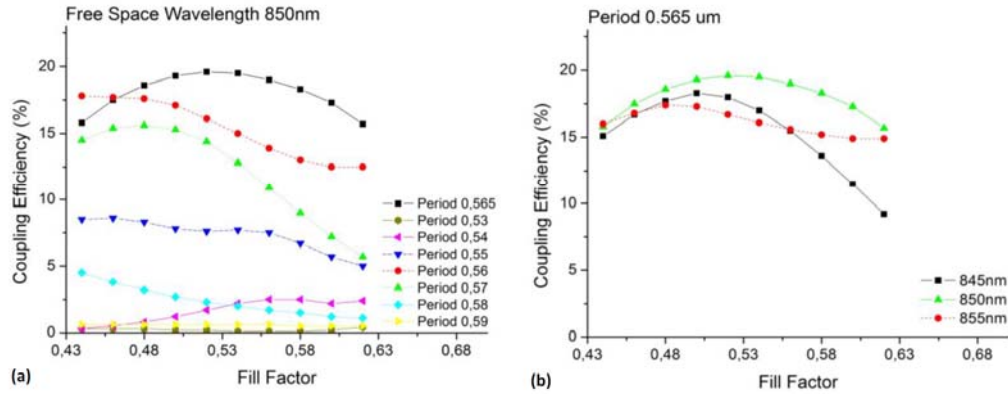 Free Space Wavelength 850nm
Coupling Efficiency (%)
20
15
10
5
0
0,43
0,48
0,53
0,58
0,63
0,68
Fill Factor
Period 0,565
Period 0,53
Period 0,54
Period 0,55
Period 0,56
Period 0,57
Period 0,58
Period 0,59
(a)
Period 0.565 um
Coupling Efficiency (%)
20
15
10
5
0
0,43
0,48
0,53
0,58
0,63
0,68
Fill Factor
845nm
850nm
855nm
(b)